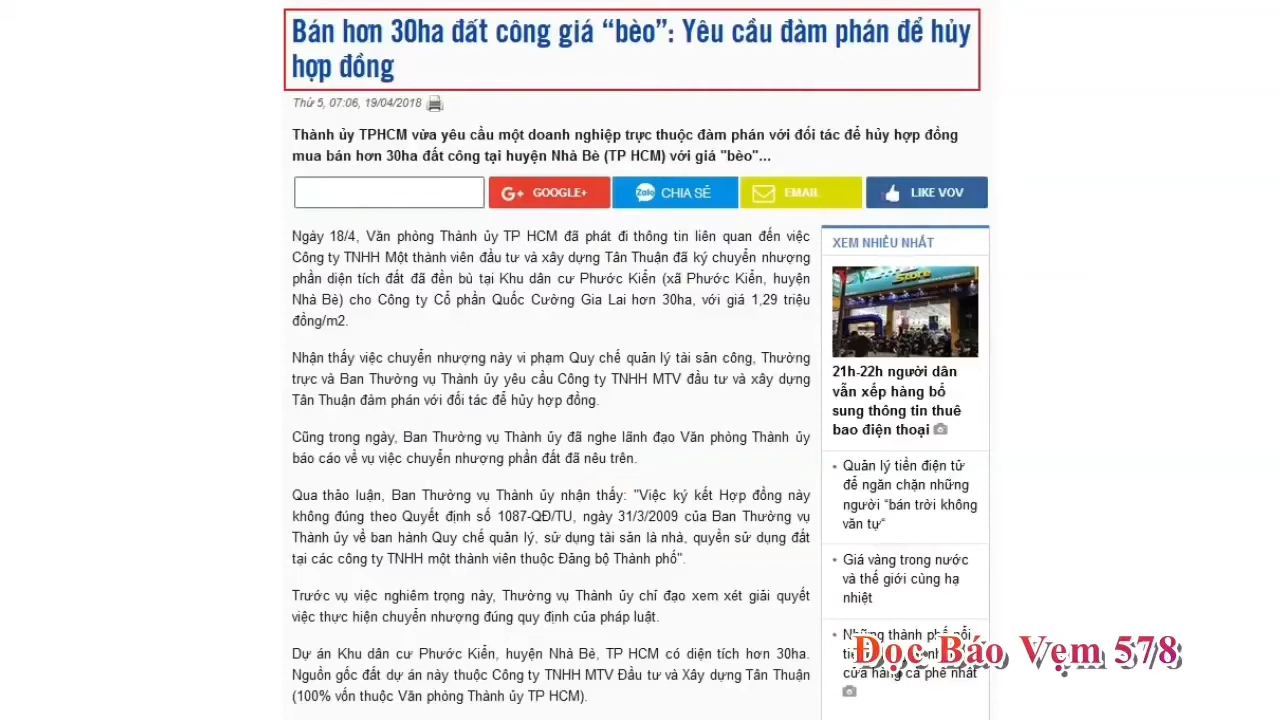 Bán hơn 30ha đất công giá “bèo”: Yêu cầu đàm phán để hủy
hợp đồng
Thứ 5, 07:06, 19/04/2018
Thành ủy TPHCM vừa yêu cầu một doanh nghiệp trực thuộc đàm phán với đối tác để hủy hợp đồng
mua bán hơn 30ha đất công tại huyện Nhà Bè (TP HCM) với giá "bèo"...
G+ GOOGLE+
Zalo CHIA SẺ
EMAIL
LIKE VOV
Ngày 18/4, Văn phòng Thành ủy TP HCM đã phát đi thông tin liên quan đến việc
Công ty TNHH Một thành viên đầu tư và xây dựng Tân Thuận đã ký chuyển nhượng
phần diện tích đất đã đền bù tại Khu dân cư Phước Kiển (xã Phước Kiển, huyện
Nhà Bè) cho Công ty Cổ phần Quốc Cường Gia Lai hơn 30ha, với giá 1,29 triệu
đồng/m2.
Nhận thấy việc chuyển nhượng này vi phạm Quy chế quản lý tài sản công, Thường
trực và Ban Thường vụ Thành ủy yêu cầu Công ty TNHH MTV đầu tư và xây dựng
Tân Thuận đàm phán với đối tác để hủy hợp đồng.
Cũng trong ngày, Ban Thường vụ Thành ủy đã nghe lãnh đạo Văn phòng Thành ủy
báo cáo về vụ việc chuyển nhượng phần đất đã nêu trên.
Qua thảo luận, Ban Thường vụ Thành ủy nhận thấy: "Việc ký kết Hợp đồng này
không đúng theo Quyết định số 1087-QĐ/TU, ngày 31/3/2009 của Ban Thường vụ
Thành ủy về ban hành Quy chế quản lý, sử dụng tài sản là nhà, quyền sử dụng đất
tại các công ty TNHH một thành viên thuộc Đảng bộ Thành phố".
Trước vụ việc nghiêm trọng này, Thường vụ Thành ủy chỉ đạo xem xét giải quyết
việc thực hiện chuyển nhượng đúng quy định của pháp luật.
Dự án Khu dân cư Phước Kiển, huyện Nhà Bè, TP HCM có diện tích hơn 30ha.
Nguồn gốc đất dự án này thuộc Công ty TNHH MTV Đầu tư và Xây dựng Tân Thuận
(100% vốn thuộc Văn phòng Thành ủy TP HCM).
XEM NHIỀU NHẤT
Store
21h-22h người dân
vẫn xếp hàng bổ
sung thông tin thuê
bao điện thoại
Quản lý tiền điện tử
để ngăn chặn những
người “bán trời không
văn tự“
Giá vàng trong nước
và thế giới cùng hạ
nhiệt
Những thành phố nổi
cửa hàng cà phê nhất
Đọc Báo Vẹm 578